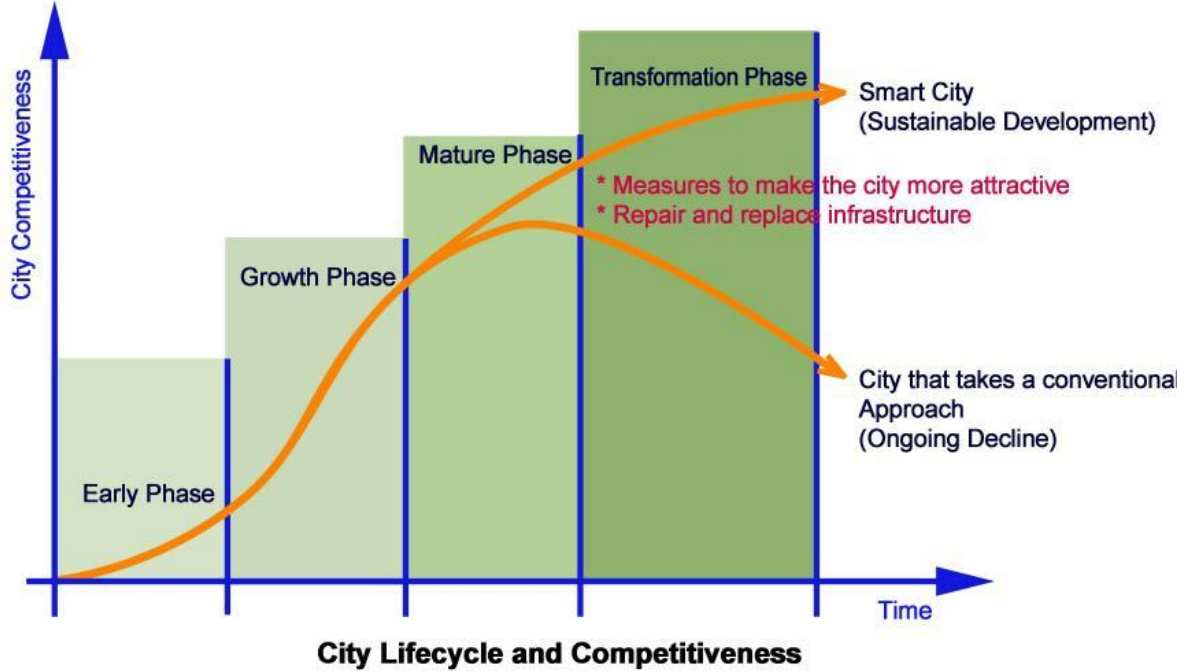 City Competitiveness
Transformation Phase
Smart City
(Sustainable Development)
Mature Phase
* Measures to make the city more attractive
* Repair and replace infrastructure
Growth Phase
City that takes a conventional
Approach
(Ongoing Decline)
Early Phase
Time
City Lifecycle and Competitiveness